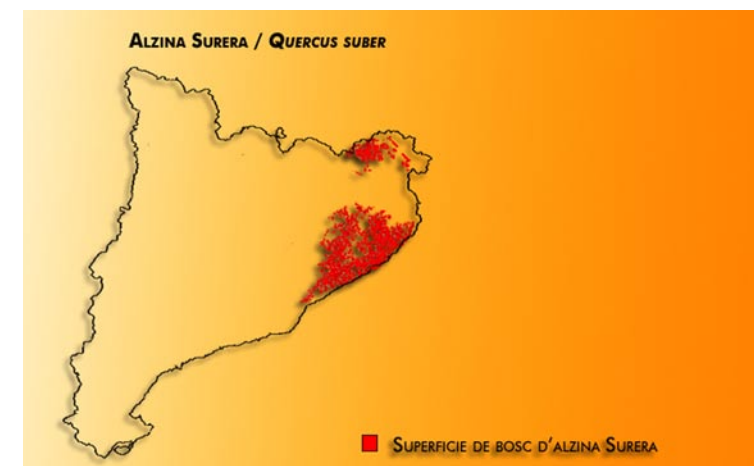 Alzina Surera / Quercus suber
Superficie de bosc d'alzina Surera